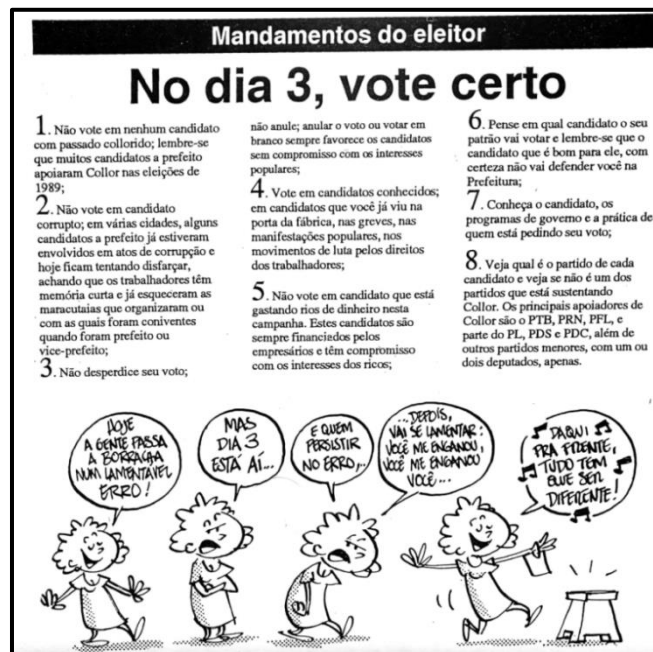 Mandamentos do eleitor
No dia 3, vote certo
1. Não vote em nenhum candidato
com passado collorido; lembre-se
que muitos candidatos a prefeito
apoiaram Collor nas eleições de
1989;
2. Não vote em candidato
corrupto; em várias cidades, alguns
candidatos a prefeito já estiveram
envolvidos em atos de corrupção e
hoje ficam tentando disfarçar,
achando que os trabalhadores têm
memória curta e já esqueceram as
maracutaias que organizaram ou
com as quais foram coniventes
quando foram prefeito ou
vice-prefeito;
3. Não desperdice seu voto;
não anule; anular o voto ou votar em
branco sempre favorece os candidatos
sem compromisso com os interesses
populares;
4. Vote em candidatos conhecidos;
em candidatos que você já viu na
porta da fábrica, nas greves, nas
manifestações populares, nos
movimentos de luta pelos direitos
dos trabalhadores;
5. Não vote em candidato que está
gastando rios de dinheiro nesta
campanha. Estes candidatos são
sempre financiados pelos
empresários e têm compromisso
com os interesses dos ricos;
6. Pense em qual candidato o seu
patrão vai votar e lembre-se que o
candidato que é bom para ele, com
certeza não vai defender você na
Prefeitura;
7. Conheça o candidato, os
programas de governo e a prática de
quem está pedindo seu voto;
8. Veja qual é o partido de cada
candidato e veja se não é um dos
partidos que está sustentando
Collor. Os principais apoiadores de
Collor são o PTB, PRN, PFL, e
parte do PL, PDS e PDC, além de
outros partidos menores, com um ou
dois deputados, apenas.
HOJE
A GENTE PASSA
A BORRACHA
NUM LAMENTÁVEL
ERRO!
MAS
DIA 3
ESTÁ AÍ...
E QUEM
PERSISTIR
NO ERRO,...
...DEPOIS,
VAI SE LAMENTAR:
VOCÊ ME ENGANOU,
VOCÊ ME ENGANOU
VOCÊ...
DAQUI
PRA FRENTE,
TUDO TEM
QUE SER
DIFERENTE!